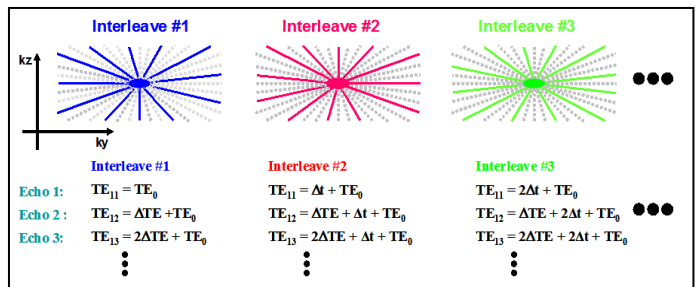 Interleave #1 Interleave #2 Interleave #3
kz
ky
Interleave #1 Interleave #2 Interleave #3
Echo 1: TE₁₁ = TE₀ TE₁₁ = Δt + TE₀ TE₁₁ = 2Δt + TE₀
Echo 2 : TE₁₂ = ΔTE +TE₀ TE₁₂ = ΔTE + Δt + TE₀ TE₁₂ = ΔTE + 2Δt + TE₀
Echo 3: TE₁₃ = 2ΔTE + TE₀ TE₁₃ = 2ΔTE + Δt + TE₀ TE₁₃ = 2ΔTE + 2Δt + TE₀